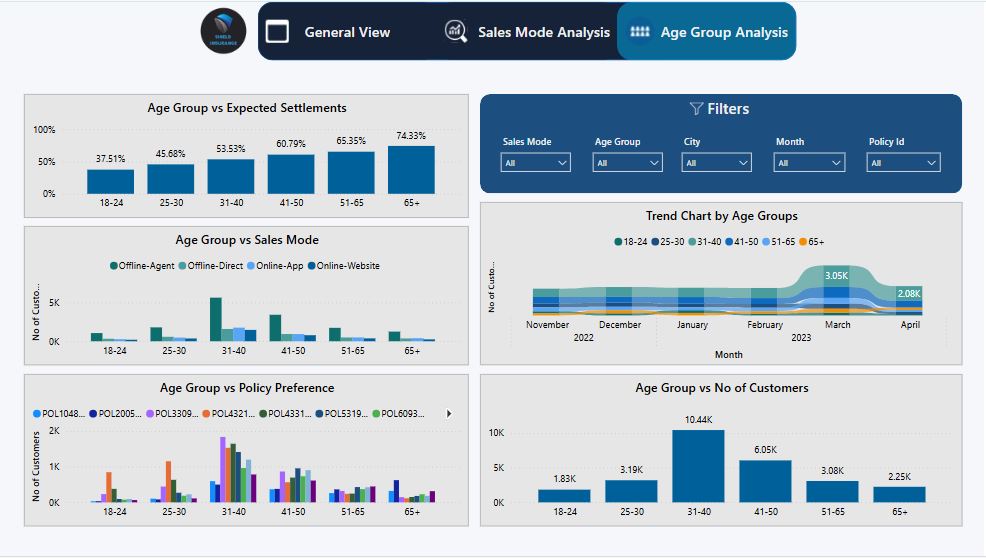 SHIELD
INSURANCE
General View
Sales Mode Analysis
Age Group Analysis
Age Group vs Expected Settlements
100%
50%
0%
37.51%
45.68%
53.53%
60.79%
65.35%
74.33%
18-24 25-30 31-40 41-50 51-65 65+
Filters
Sales Mode Age Group City Month Policy Id
All All All All All
Age Group vs Sales Mode
Offline-Agent Offline-Direct Online-App Online-Website
No of Custo...
5K
0K
18-24 25-30 31-40 41-50 51-65 65+
Trend Chart by Age Groups
18-24 25-30 31-40 41-50 51-65 65+
No of Custo...
3.05K
2.08K
November December January February March April
2022 2023
Month
Age Group vs Policy Preference
POL1048... POL2005... POL3309... POL4321... POL4331... POL5319... POL6093...
No of Customers
2K
1K
0K
18-24 25-30 31-40 41-50 51-65 65+
Age Group vs No of Customers
10K
5K
0K
1.83K
3.19K
10.44K
6.05K
3.08K
2.25K
18-24 25-30 31-40 41-50 51-65 65+